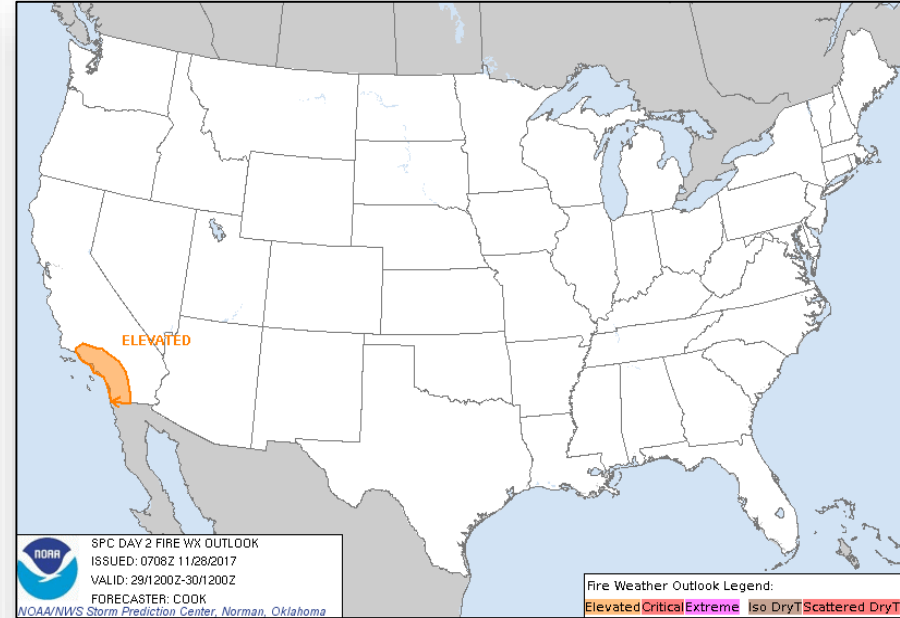 ELEVATED
NOAA
SPC DAY 2 FIRE WX OUTLOOK
ISSUED: 0708Z 11/28/2017
VALID: 29/1200Z-30/1200Z
FORECASTER: COOK
NOAA/NWS Storm Prediction Center, Norman, Oklahoma
Fire Weather Outlook Legend:
Elevated Critical Extreme Iso DryT Scattered DryT